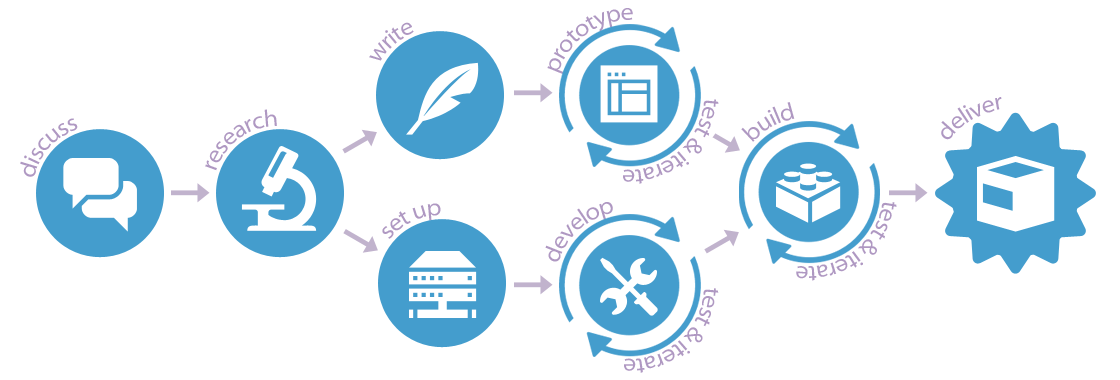 discuss
research
write
prototype
test & iterate
set up
develop
test & iterate
build
test & iterate
deliver